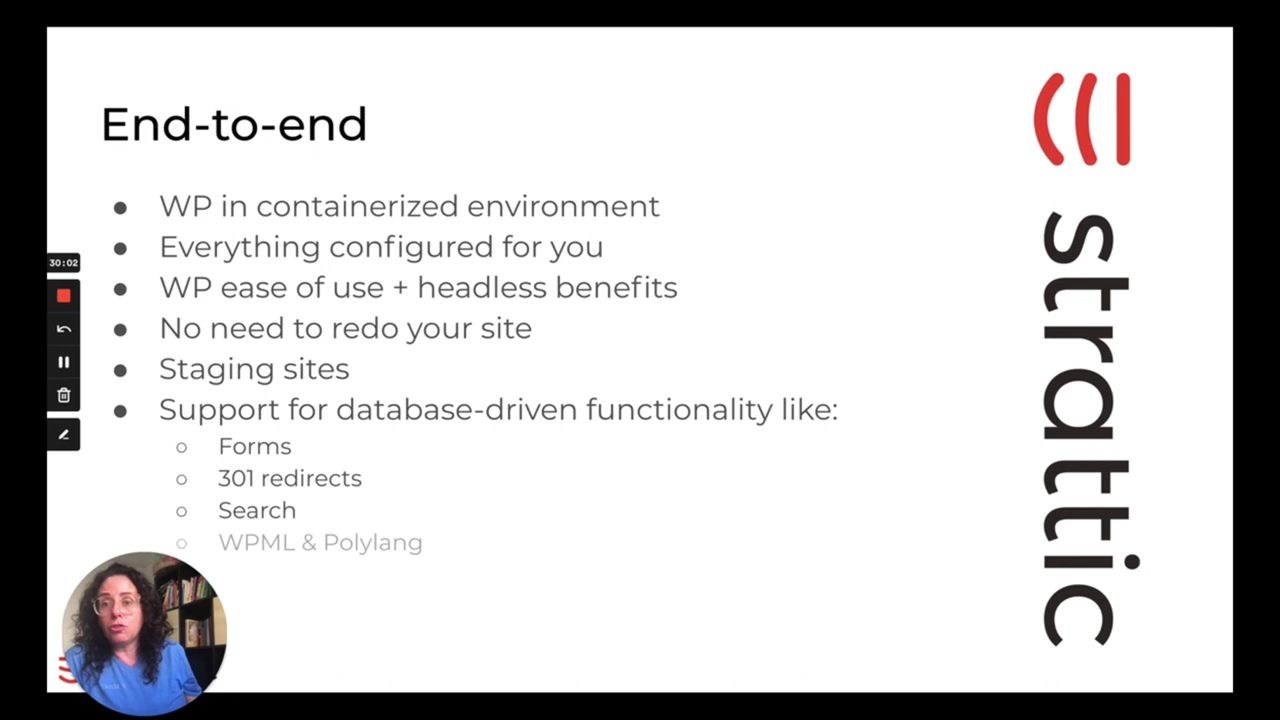 End-to-end
WP in containerized environment
Everything configured for you
WP ease of use + headless benefits
No need to redo your site
Staging sites
Support for database-driven functionality like:
Forms
301 redirects
Search
WPML & Polylang
30:02
strattic